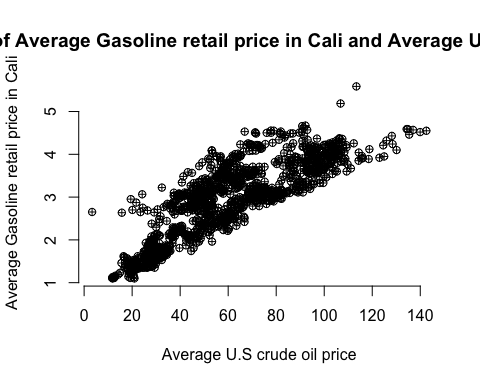 of Average Gasoline retail price in Cali and Average U
Average Gasoline retail price in Cali
5
4
3
2
1
0 20 40 60 80 100 120 140
Average U.S crude oil price